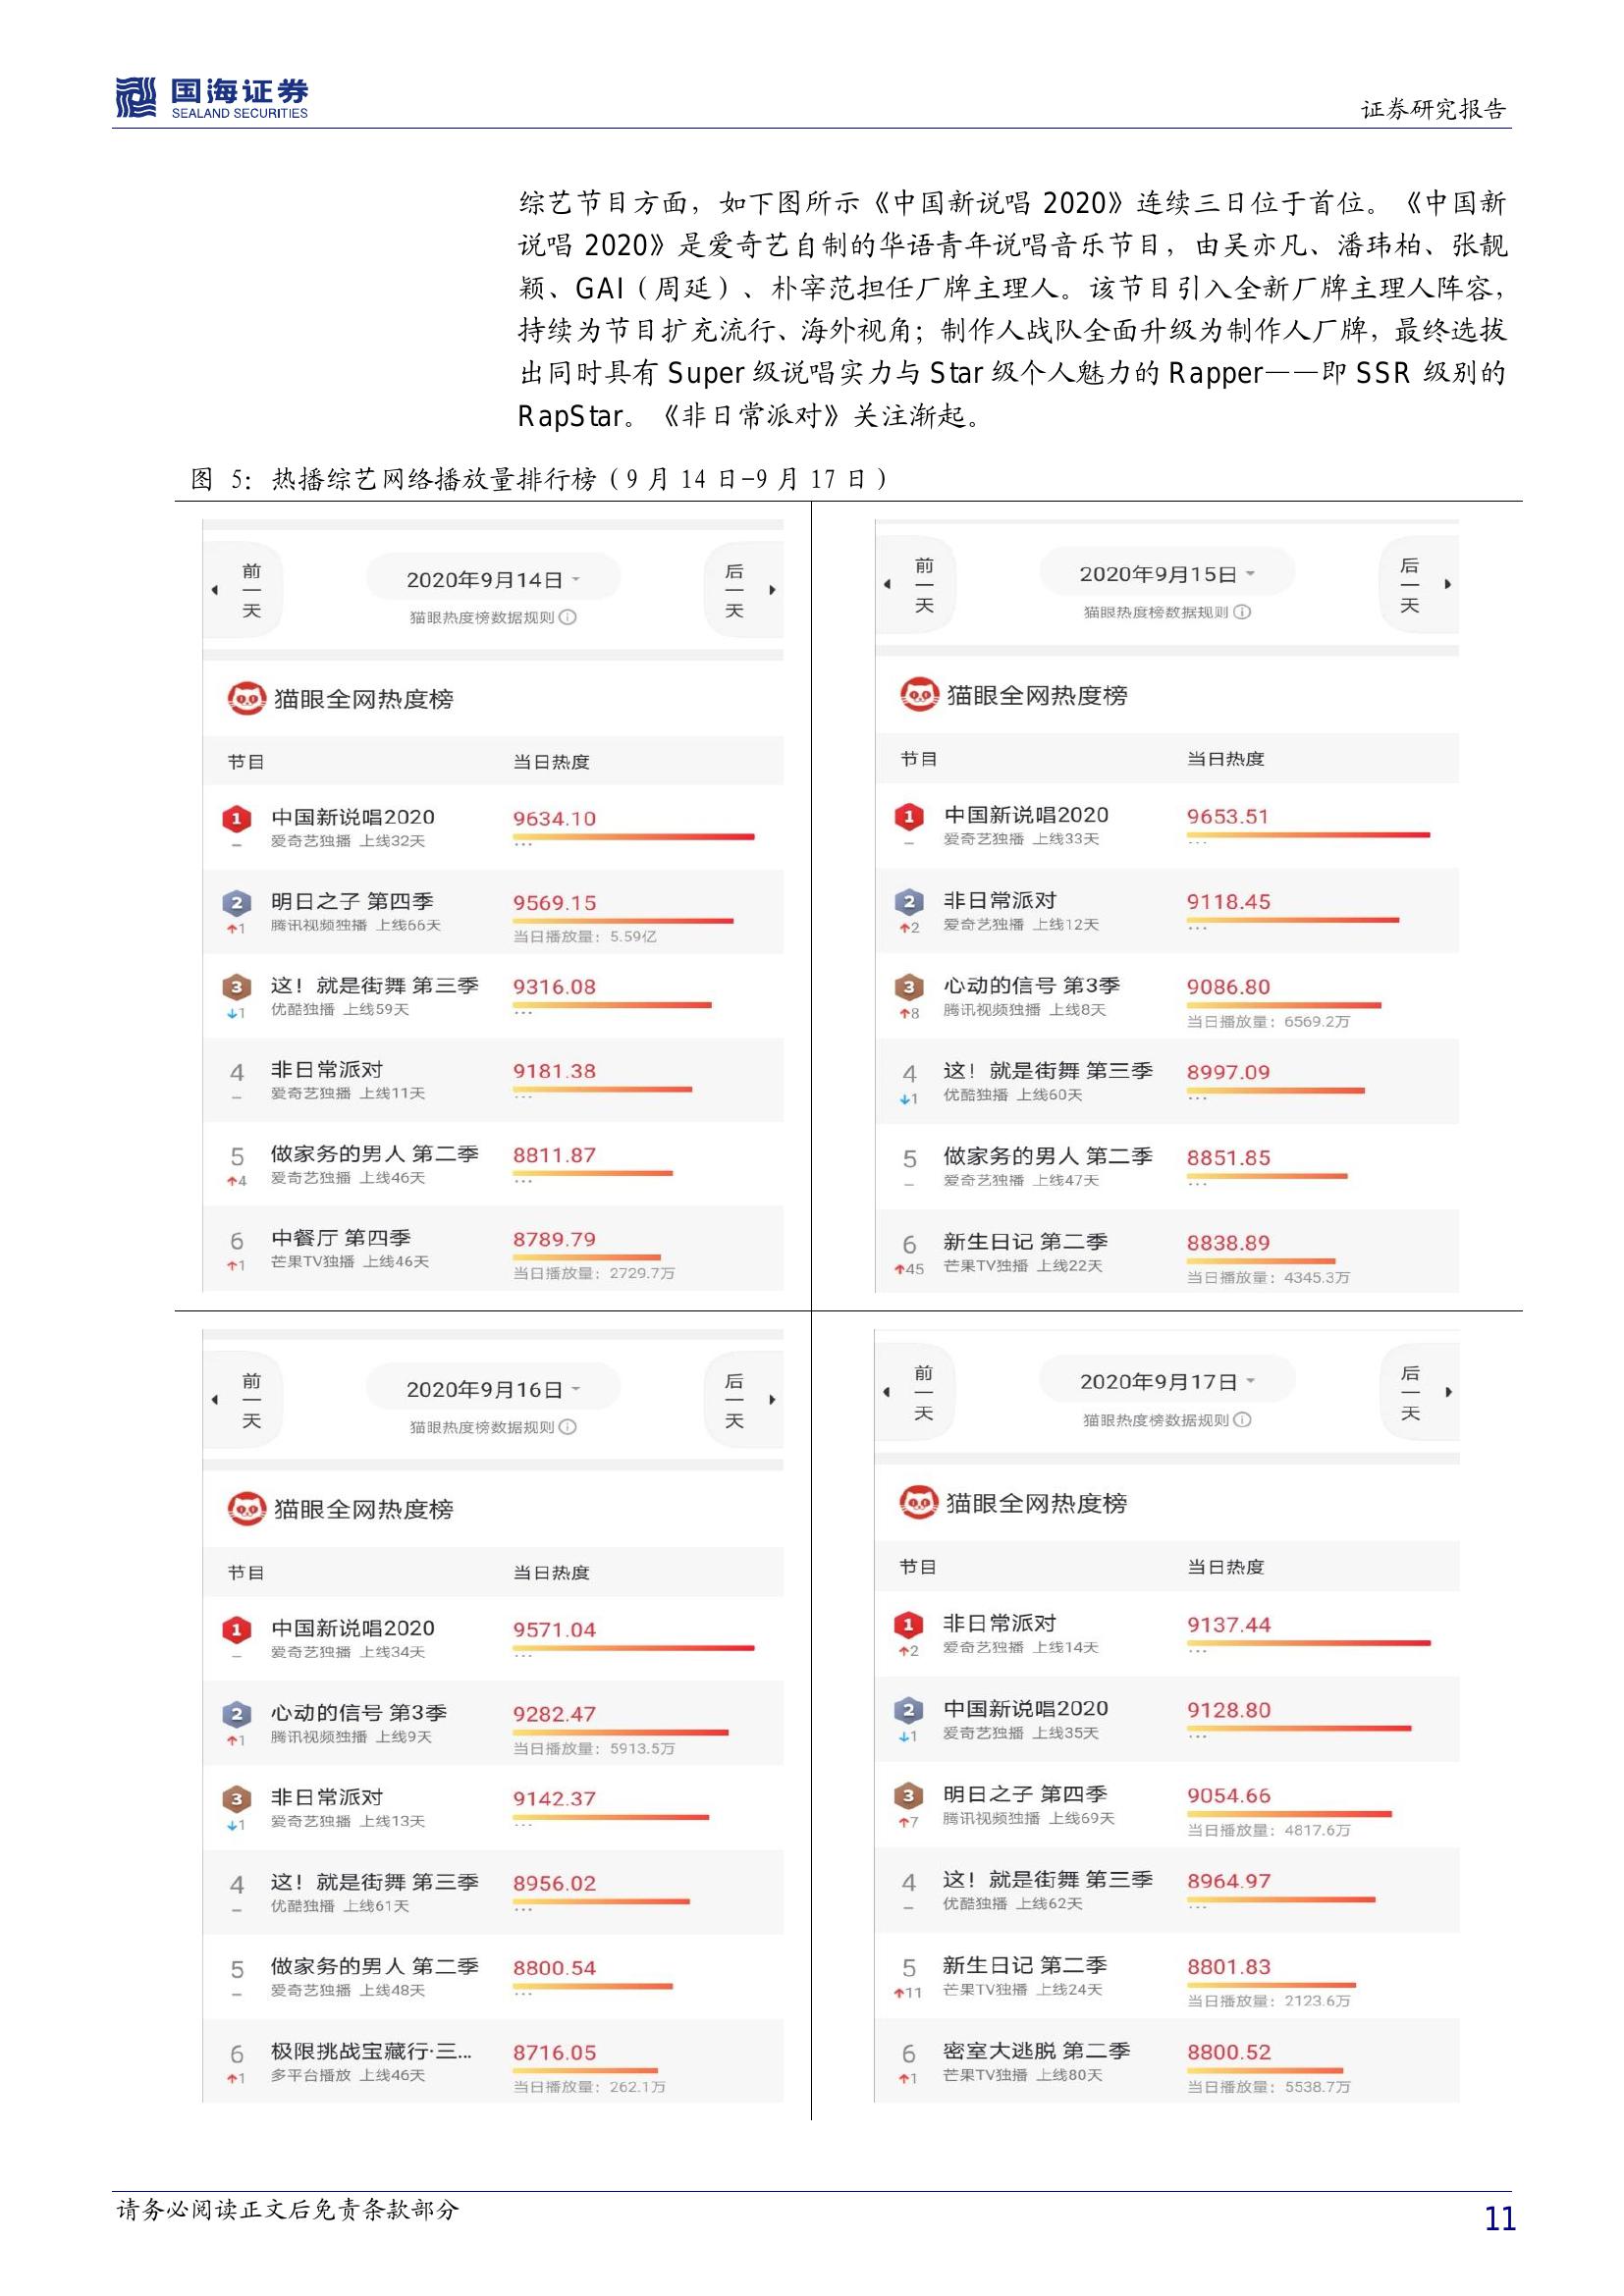 国海证券
SEALAND SECURITIES
证券研究报告
综艺节目方面，如下图所示《中国新说唱 2020》连续三日位于首位。《中国新
说唱 2020》是爱奇艺自制的华语青年说唱音乐节目，由吴亦凡、潘玮柏、张靓
颖、GAI（周延）、朴宰范担任厂牌主理人。该节目引入全新厂牌主理人阵容，
持续为节目扩充流行、海外视角；制作人战队全面升级为制作人厂牌，最终选拔
出同时具有 Super 级说唱实力与 Star 级个人魅力的 Rapper——即 SSR 级别的
RapStar。《非日常派对》关注渐起。
图 5：热播综艺网络播放量排行榜（9 月 14 日-9 月 17 日）
前一天
2020年9月14日
后一天
猫眼热度榜数据规则
猫眼全网热度榜
节目 当日热度
1 中国新说唱2020 9634.10
– 爱奇艺独播 上线32天 ...
2 明日之子 第四季 9569.15
↑1 腾讯视频独播 上线66天 当日播放量：5.59亿
3 这！就是街舞 第三季 9316.08
↓1 优酷独播 上线59天 ...
4 非日常派对 9181.38
– 爱奇艺独播 上线11天 ...
5 做家务的男人 第二季 8811.87
↑4 爱奇艺独播 上线46天 ...
6 中餐厅 第四季 8789.79
↑1 芒果TV独播 上线46天 当日播放量：2729.7万
前一天
2020年9月15日
后一天
猫眼热度榜数据规则
猫眼全网热度榜
节目 当日热度
1 中国新说唱2020 9653.51
– 爱奇艺独播 上线33天 ...
2 非日常派对 9118.45
↑2 爱奇艺独播 上线12天 ...
3 心动的信号 第3季 9086.80
↑8 腾讯视频独播 上线8天 当日播放量：6569.2万
4 这！就是街舞 第三季 8997.09
↓1 优酷独播 上线60天 ...
5 做家务的男人 第二季 8851.85
– 爱奇艺独播 上线47天 ...
6 新生日记 第二季 8838.89
↑45 芒果TV独播 上线22天 当日播放量：4345.3万
前一天
2020年9月16日
后一天
猫眼热度榜数据规则
猫眼全网热度榜
节目 当日热度
1 中国新说唱2020 9571.04
– 爱奇艺独播 上线34天 ...
2 心动的信号 第3季 9282.47
↑1 腾讯视频独播 上线9天 当日播放量：5913.5万
3 非日常派对 9142.37
↓1 爱奇艺独播 上线13天 ...
4 这！就是街舞 第三季 8956.02
– 优酷独播 上线61天 ...
5 做家务的男人 第二季 8800.54
– 爱奇艺独播 上线48天 ...
6 极限挑战宝藏行·三... 8716.05
↑1 多平台播放 上线46天 当日播放量：262.1万
前一天
2020年9月17日
后一天
猫眼热度榜数据规则
猫眼全网热度榜
节目 当日热度
1 非日常派对 9137.44
↑2 爱奇艺独播 上线14天 ...
2 中国新说唱2020 9128.80
↓1 爱奇艺独播 上线35天 ...
3 明日之子 第四季 9054.66
↑7 腾讯视频独播 上线69天 当日播放量：4817.6万
4 这！就是街舞 第三季 8964.97
– 优酷独播 上线62天 ...
5 新生日记 第二季 8801.83
↑11 芒果TV独播 上线24天 当日播放量：2123.6万
6 密室大逃脱 第二季 8800.52
↑1 芒果TV独播 上线80天 当日播放量：5538.7万
请务必阅读正文后免责条款部分
11